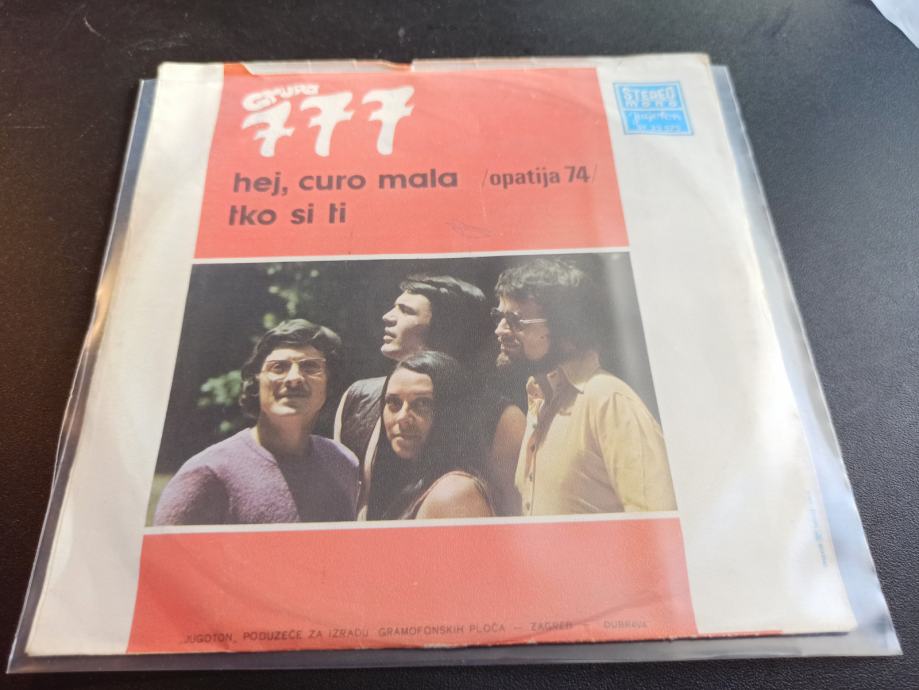 GRUPA
777
hej, curo mala /opatija 74/
tko si ti
STEREO
MONO
jugoton
„JUGOTON„ PODUZEĆE ZA IZRADU GRAMOFONSKIH PLOČA — ZAGREB — DUBRAVA